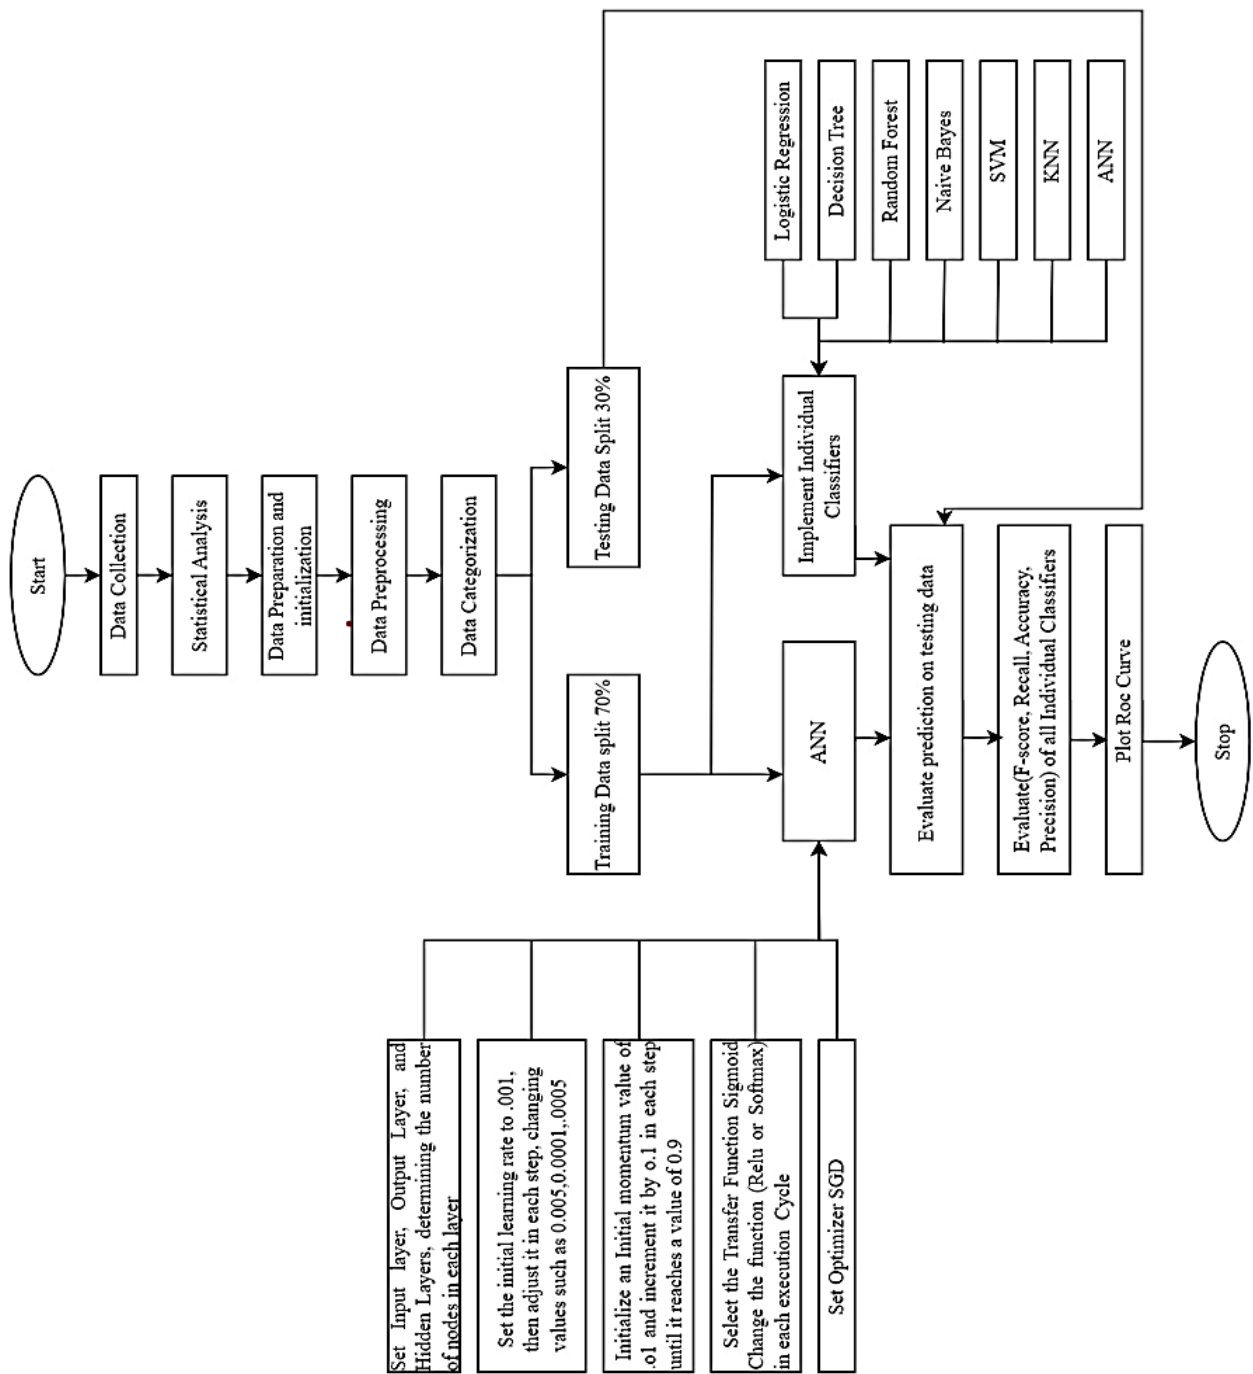 Start
Data Collection
Statistical Analysis
Data Preparation and
initialization
Data Preprocessing
Data Categorization
Training Data split 70%
Testing Data Split 30%
Set Input layer, Output Layer, and
Hidden Layers, determining the number
of nodes in each layer
Set the initial learning rate to .001,
then adjust it in each step, changing
values such as 0.005,0.0001,.0005
Initialize an Initial momentum value of
.o1 and increment it by o.1 in each step
until it reaches a value of 0.9
Select the Transfer Function Sigmoid
Change the function (Relu or Softmax)
in each execution Cycle
Set Optimizer SGD
ANN
Implement Individual
Classifiers
Logistic Regression
Decision Tree
Random Forest
Naive Bayes
SVM
KNN
ANN
Evaluate prediction on testing data
Evaluate(F-score, Recall, Accuracy,
Precision) of all Individual Classifiers
Plot Roc Curve
Stop